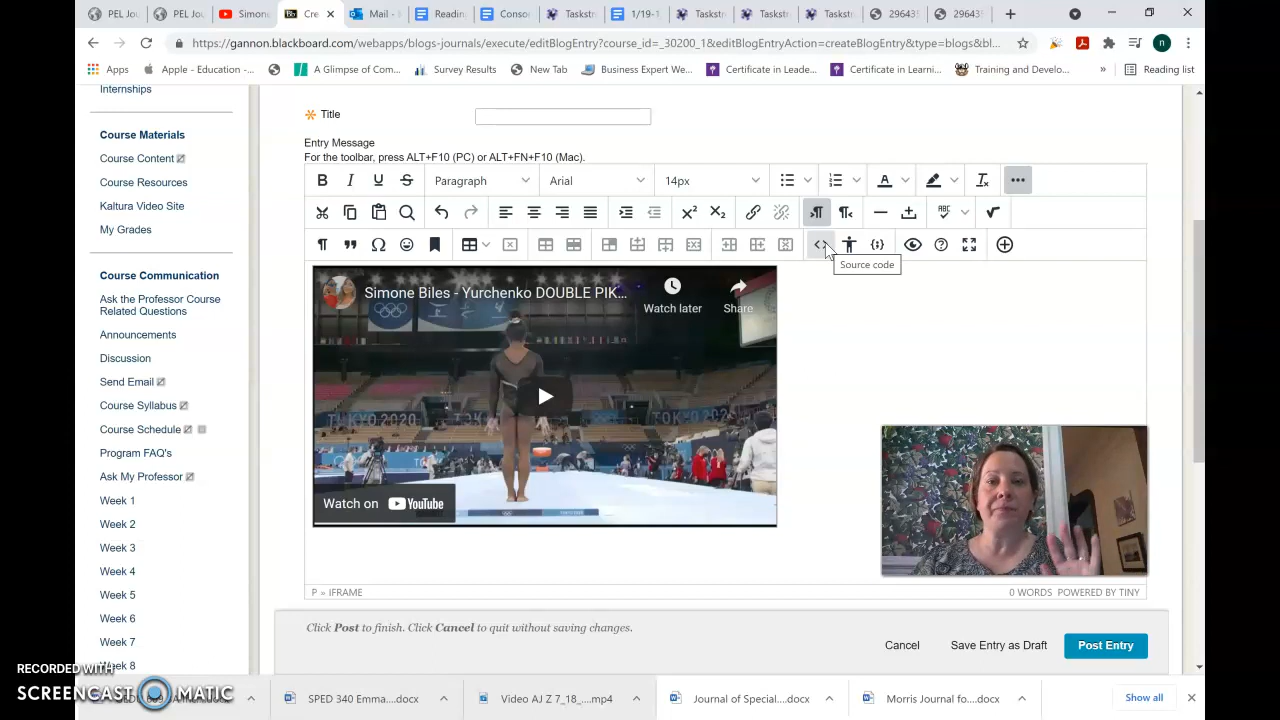 PEL Jou
PEL Jou
Simon
Cre
Mail -
Readin
Conso
Taskst
1/19-1
Taskst
Taskst
Taskst
29643
29643
https://gannon.blackboard.com/webapps/blogs-journals/execute/editBlogEntry?course_id=_30200_1&editBlogEntryAction=createBlogEntry&type=blogs&bl...
Apps
Apple - Education -...
A Glimpse of Com...
Survey Results
New Tab
Business Expert We...
Certificate in Leade...
Certificate in Learni...
Training and Develo...
»
Reading list
Internships
Course Materials
Course Content
Course Resources
Kaltura Video Site
My Grades
Course Communication
Ask the Professor Course
Related Questions
Announcements
Discussion
Send Email
Course Syllabus
Course Schedule
Program FAQ's
Ask My Professor
Week 1
Week 2
Week 3
Week 4
Week 5
Week 6
Week 7
8
Title
Entry Message
For the toolbar, press ALT+F10 (PC) or ALT+FN+F10 (Mac).
B I U S Paragraph Arial 14px
Source code
Simone Biles - Yurchenko DOUBLE PIK...
Watch later
Share
TOKYO 2020
TOKYO 202
Watch on YouTube
P » IFRAME
0 WORDS POWERED BY TINY
Click Post to finish. Click Cancel to quit without saving changes.
Cancel
Save Entry as Draft
Post Entry
RECORDED WITH
SCREENCAST O MATIC
SPED 340 Emma....docx
Video AJ Z 7_18_....mp4
Journal of Special....docx
Morris Journal fo....docx
Show all